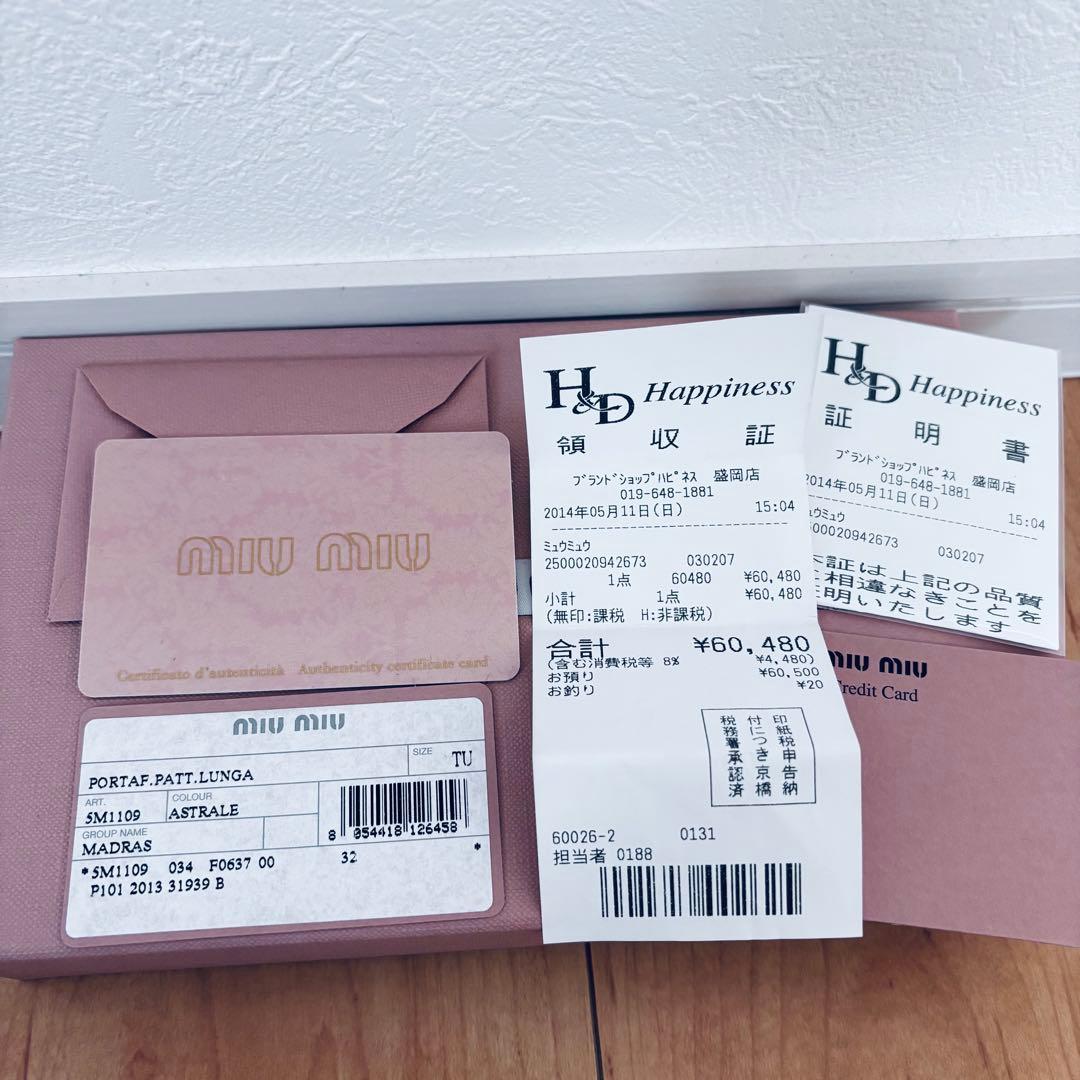 miu miu
Certificato d'autenticità Authenticity certificate card
miu miu
SIZE
PORTAF.PATT.LUNGA TU
ART. COLOUR
5M1109 ASTRALE
GROUP NAME
MADRAS
8 054418 126458
*5M1109 034 F0637 00 32 *
P101 2013 31939 B
H&D Happiness
領収証
ブランドショップハピネス 盛岡店
019-648-1881
2014年05月11日(日) 15:04
ミュウミュウ
2500020942673 030207
1点 60480 ¥60,480
小計 1点 ¥60,480
(無印:課税 H:非課税)
合計 ¥60,480
(含む消費税等 8% ¥4,480)
お預り ¥60,500
お釣り ¥20
印紙税申告納
付につき京橋
税務署承認済
60026-2 0131
担当者 0188
H&D Happiness
証明書
ブランドショップハピネス 盛岡店
019-648-1881
2014年05月11日(日) 15:04
ュウミュウ
500020942673 030207
証は上記の品質
相違なきことを
明いたします
miu miu
redit Card